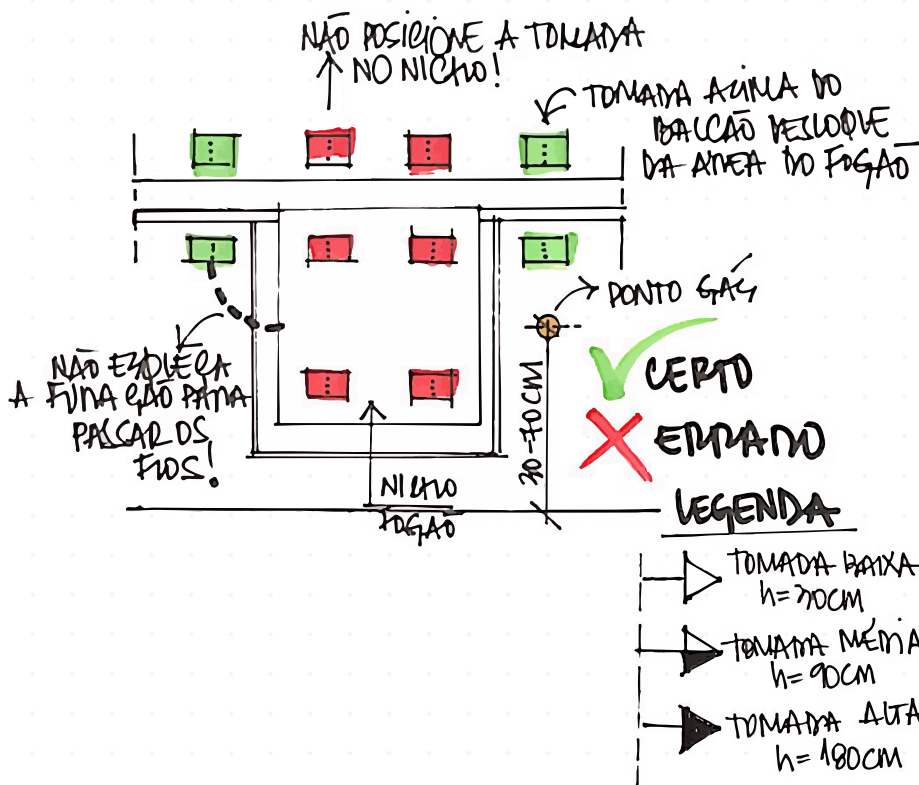 NÃO POSICIONE A TOMADA
NO NICHO!
TOMADA ACIMA DO
BALCÃO DESLOQUE
DA ÁREA DO FOGÃO
PONTO GÁS
NÃO ESQUEÇA
A FURAÇÃO PARA
PASSAR OS
FIOS!
CERTO
ERRADO
NICHO
FOGÃO
LEGENDA
TOMADA BAIXA
h=30CM
TOMADA MÉDIA
h=90CM
TOMADA ALTA
h=180CM